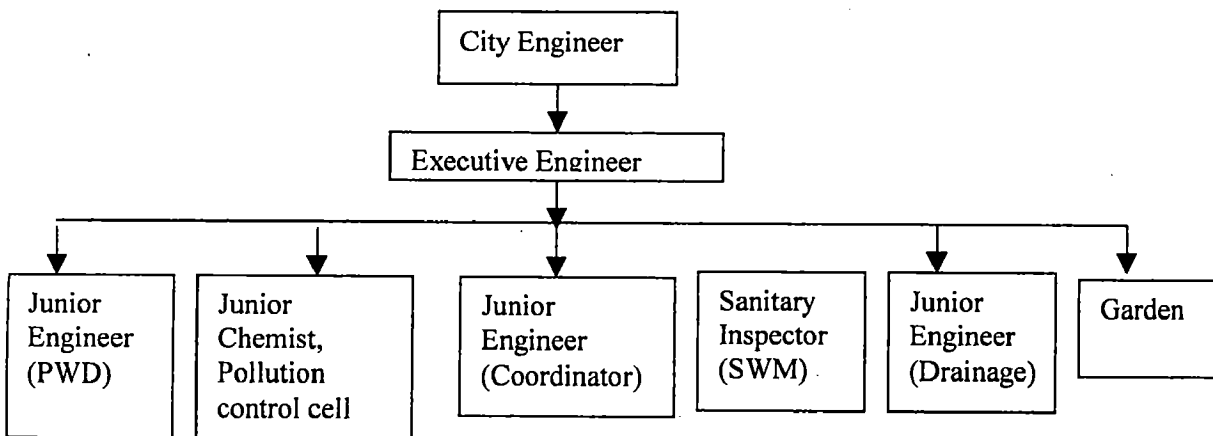 City Engineer
Executive Engineer
Junior
Engineer
(PWD)
Junior
Chemist,
Pollution
control cell
Junior
Engineer
(Coordinator)
Sanitary
Inspector
(SWM)
Junior
Engineer
(Drainage)
Garden